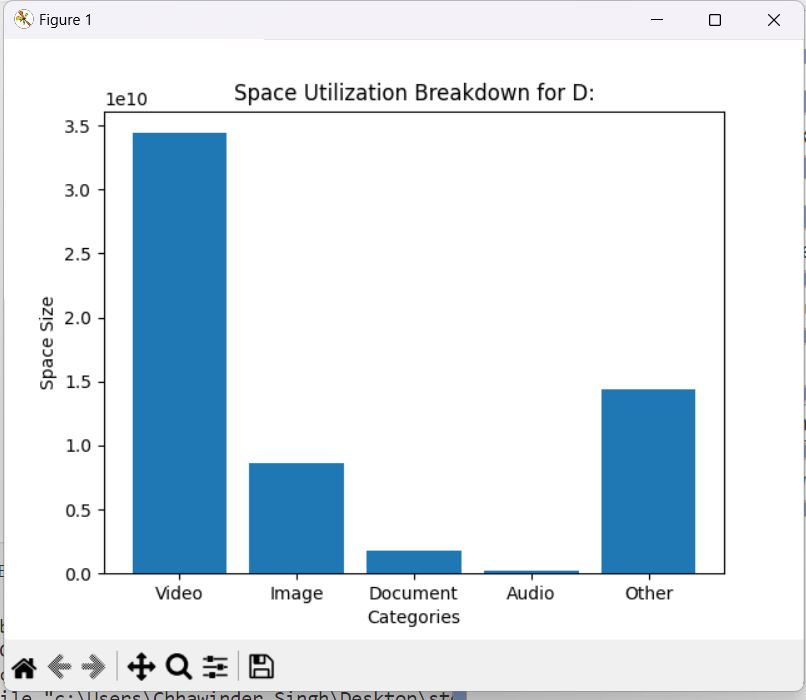 Figure 1
Space Utilization Breakdown for D:
1e10
3.5
3.0
2.5
2.0
1.5
1.0
0.5
0.0
Space Size
Video Image Document Audio Other
Categories
ile "c:\Users\Chhawinder Singh\Desktop\st